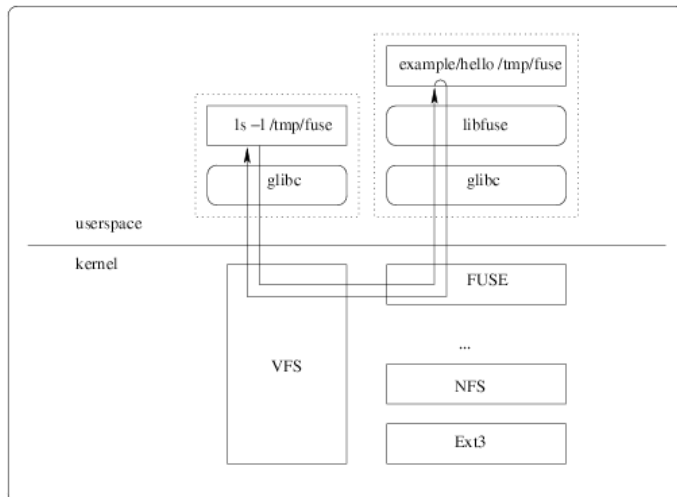 example/hello /tmp/fuse
ls –l /tmp/fuse
libfuse
glibc
glibc
userspace
kernel
FUSE
VFS
...
NFS
Ext3